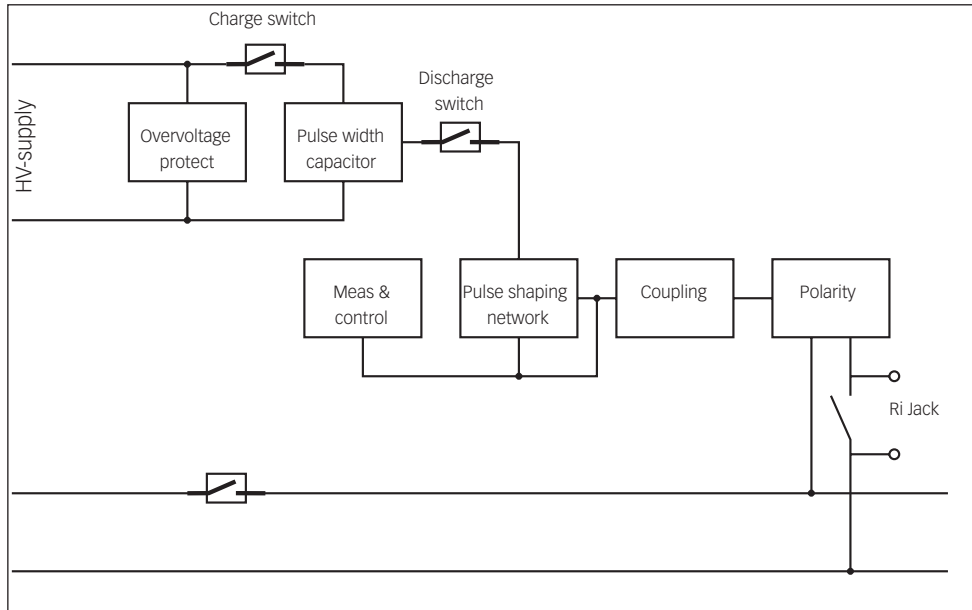 Charge switch
Discharge
switch
HV-supply
Overvoltage
protect
Pulse width
capacitor
Meas &
control
Pulse shaping
network
Coupling
Polarity
Ri Jack